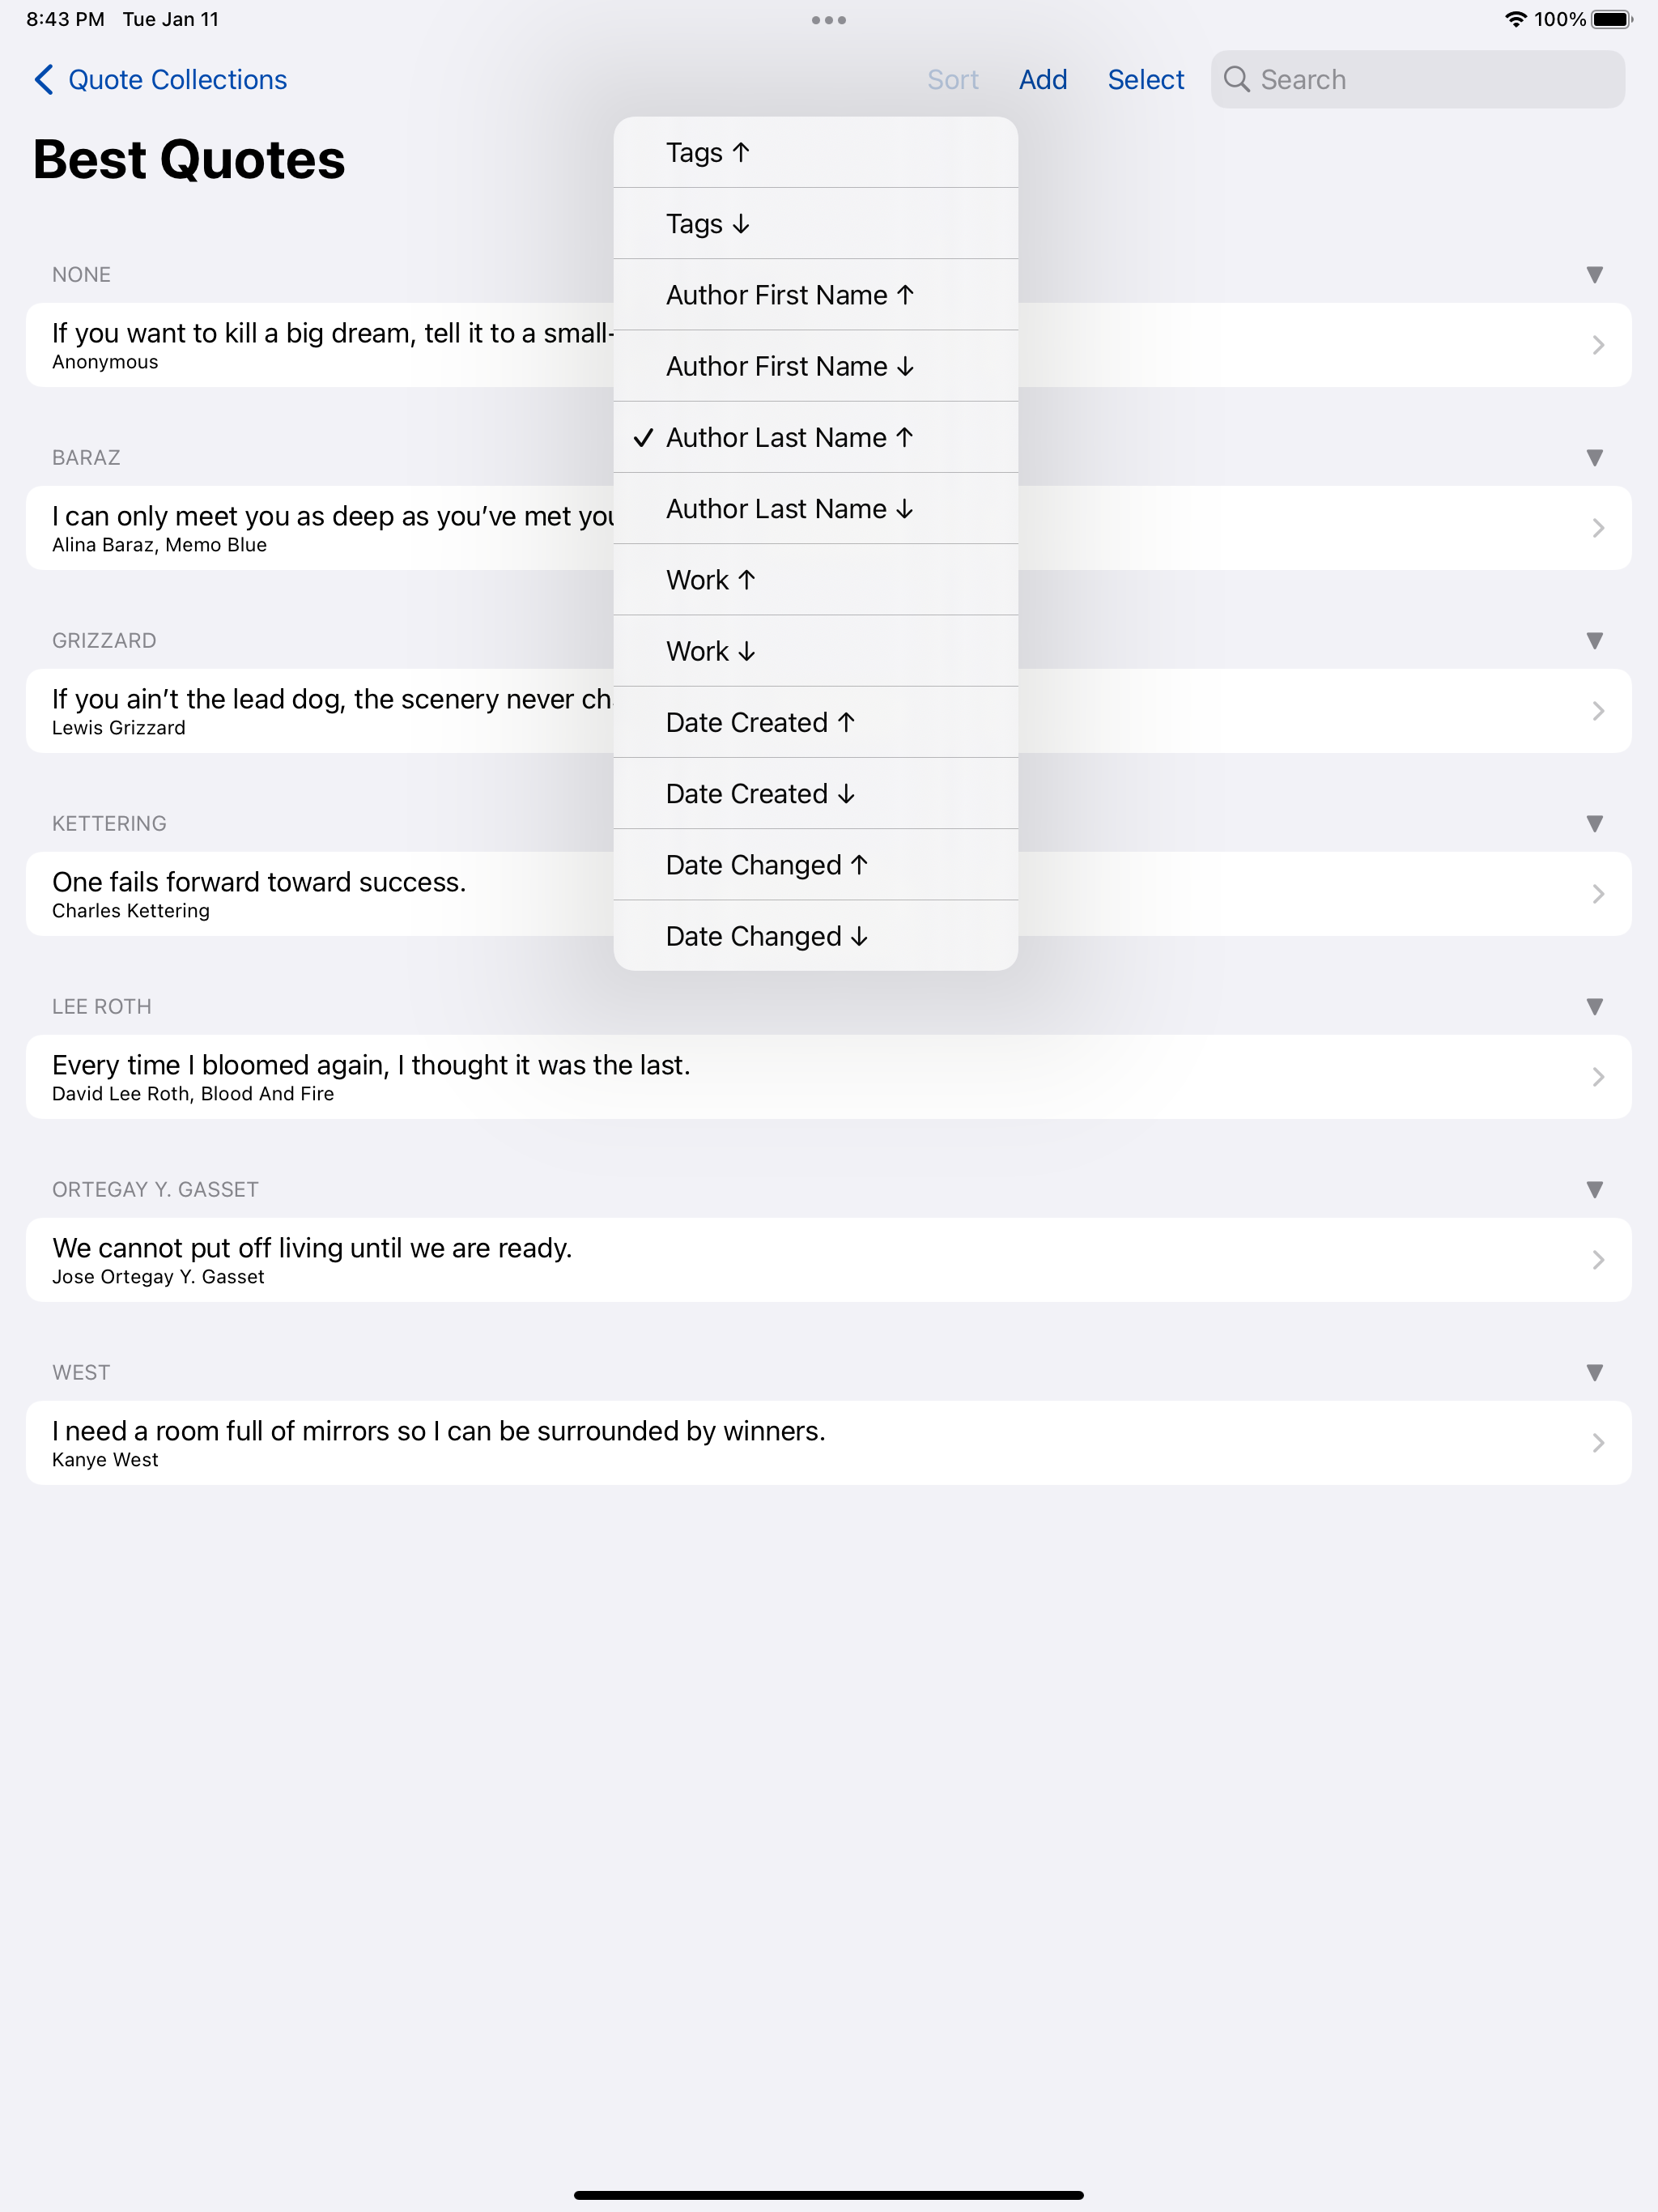 8:43 PM Tue Jan 11
100%
Quote Collections
Sort Add Select Search
Best Quotes
Tags ↑
Tags ↓
Author First Name ↑
Author First Name ↓
✓ Author Last Name ↑
Author Last Name ↓
Work ↑
Work ↓
Date Created ↑
Date Created ↓
Date Changed ↑
Date Changed ↓
NONE
If you want to kill a big dream, tell it to a small-
Anonymous
BARAZ
I can only meet you as deep as you’ve met
Alina Baraz, Memo Blue
GRIZZARD
If you ain’t the lead dog, the scenery never
Lewis Grizzard
KETTERING
One fails forward toward success.
Charles Kettering
LEE ROTH
Every time I bloomed again, I thought it was the last.
David Lee Roth, Blood And Fire
ORTEGAY Y. GASSET
We cannot put off living until we are ready.
Jose Ortegay Y. Gasset
WEST
I need a room full of mirrors so I can be surrounded by winners.
Kanye West